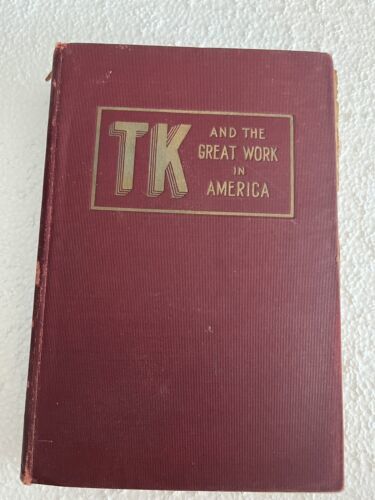 TK
AND THE
GREAT WORK
IN
AMERICA